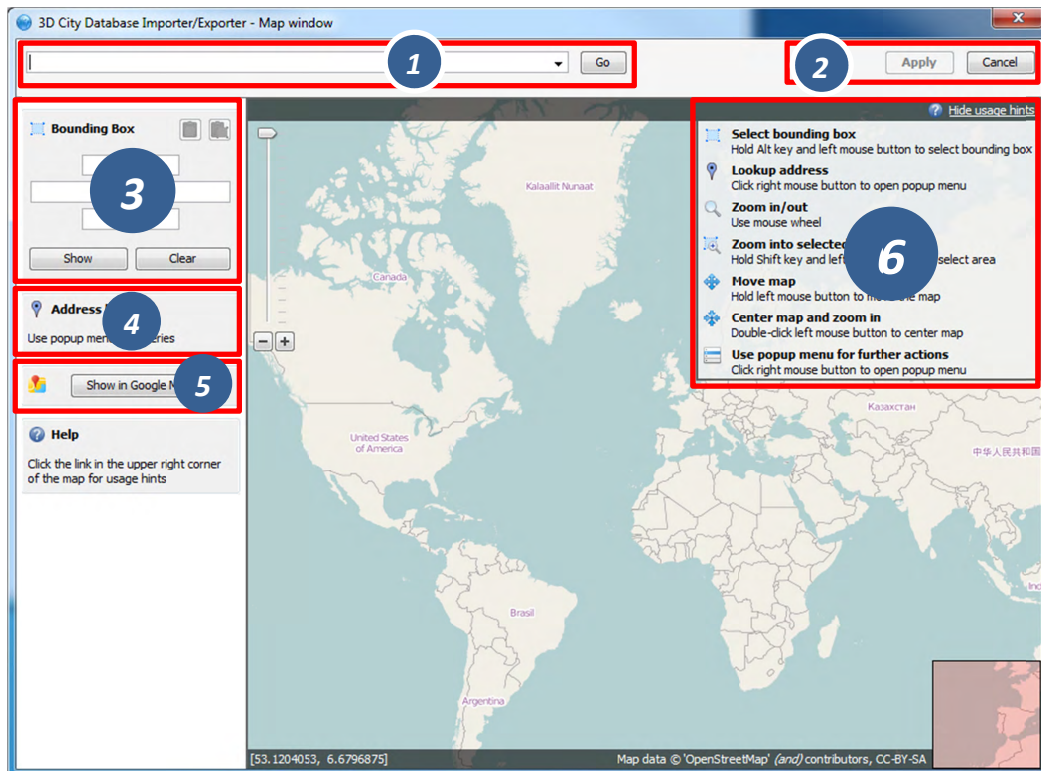 3D City Database Importer/Exporter - Map window
1
Go
2
Apply
Cancel
Bounding Box
3
Show
Clear
Address
4
Use popup
5
Show in Google
Help
Click the link in the upper right corner
of the map for usage hints
Hide usage hints
Select bounding box
Hold Alt key and left mouse button to select bounding box
Lookup address
Click right mouse button to open popup menu
Zoom in/out
Use mouse wheel
Zoom into selected
6
Hold Shift key and left select area
Move map
Hold left mouse button to move the map
Center map and zoom in
Double-click left mouse button to center map
Use popup menu for further actions
Click right mouse button to open popup menu
Kalaallit Nunaat
Canada
United States
of America
Казахстан
中华人民共和国
Brasil
Argentina
[53.1204053, 6.6796875]
Map data © 'OpenStreetMap' (and) contributors, CC-BY-SA